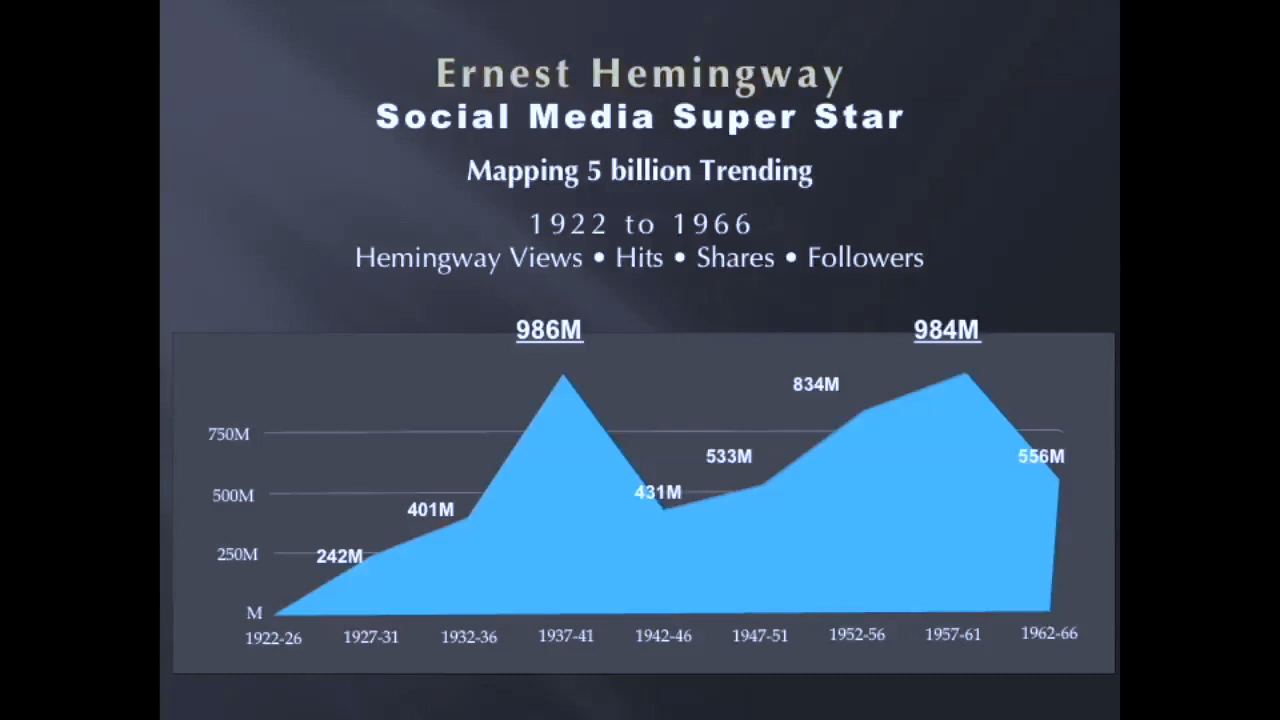 Ernest Hemingway
Social Media Super Star
Mapping 5 billion Trending
1922 to 1966
Hemingway Views • Hits • Shares • Followers
986M
984M
834M
750M
533M
556M
500M
431M
401M
250M
242M
M
1922-26 1927-31 1932-36 1937-41 1942-46 1947-51 1952-56 1957-61 1962-66